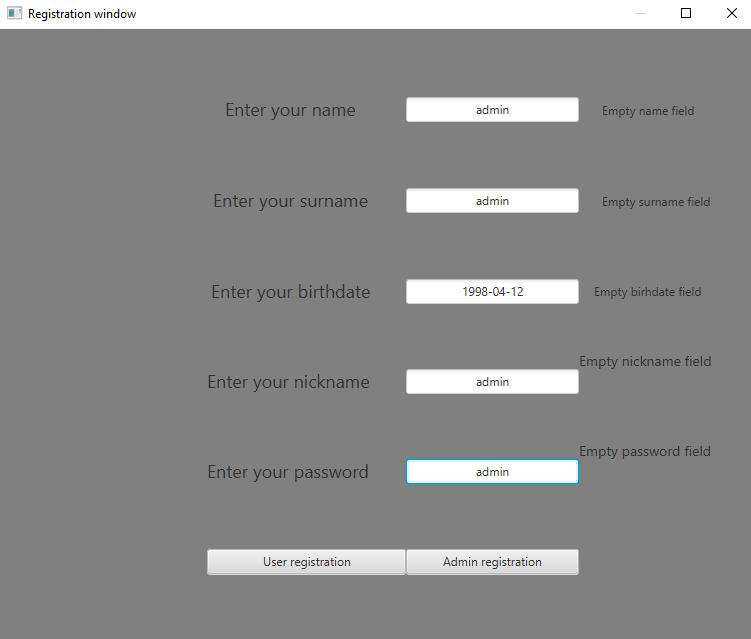 Registration window
Enter your name
admin
Empty name field
Enter your surname
admin
Empty surname field
Enter your birthdate
1998-04-12
Empty birhdate field
Empty nickname field
Enter your nickname
admin
Empty password field
Enter your password
admin
User registration
Admin registration